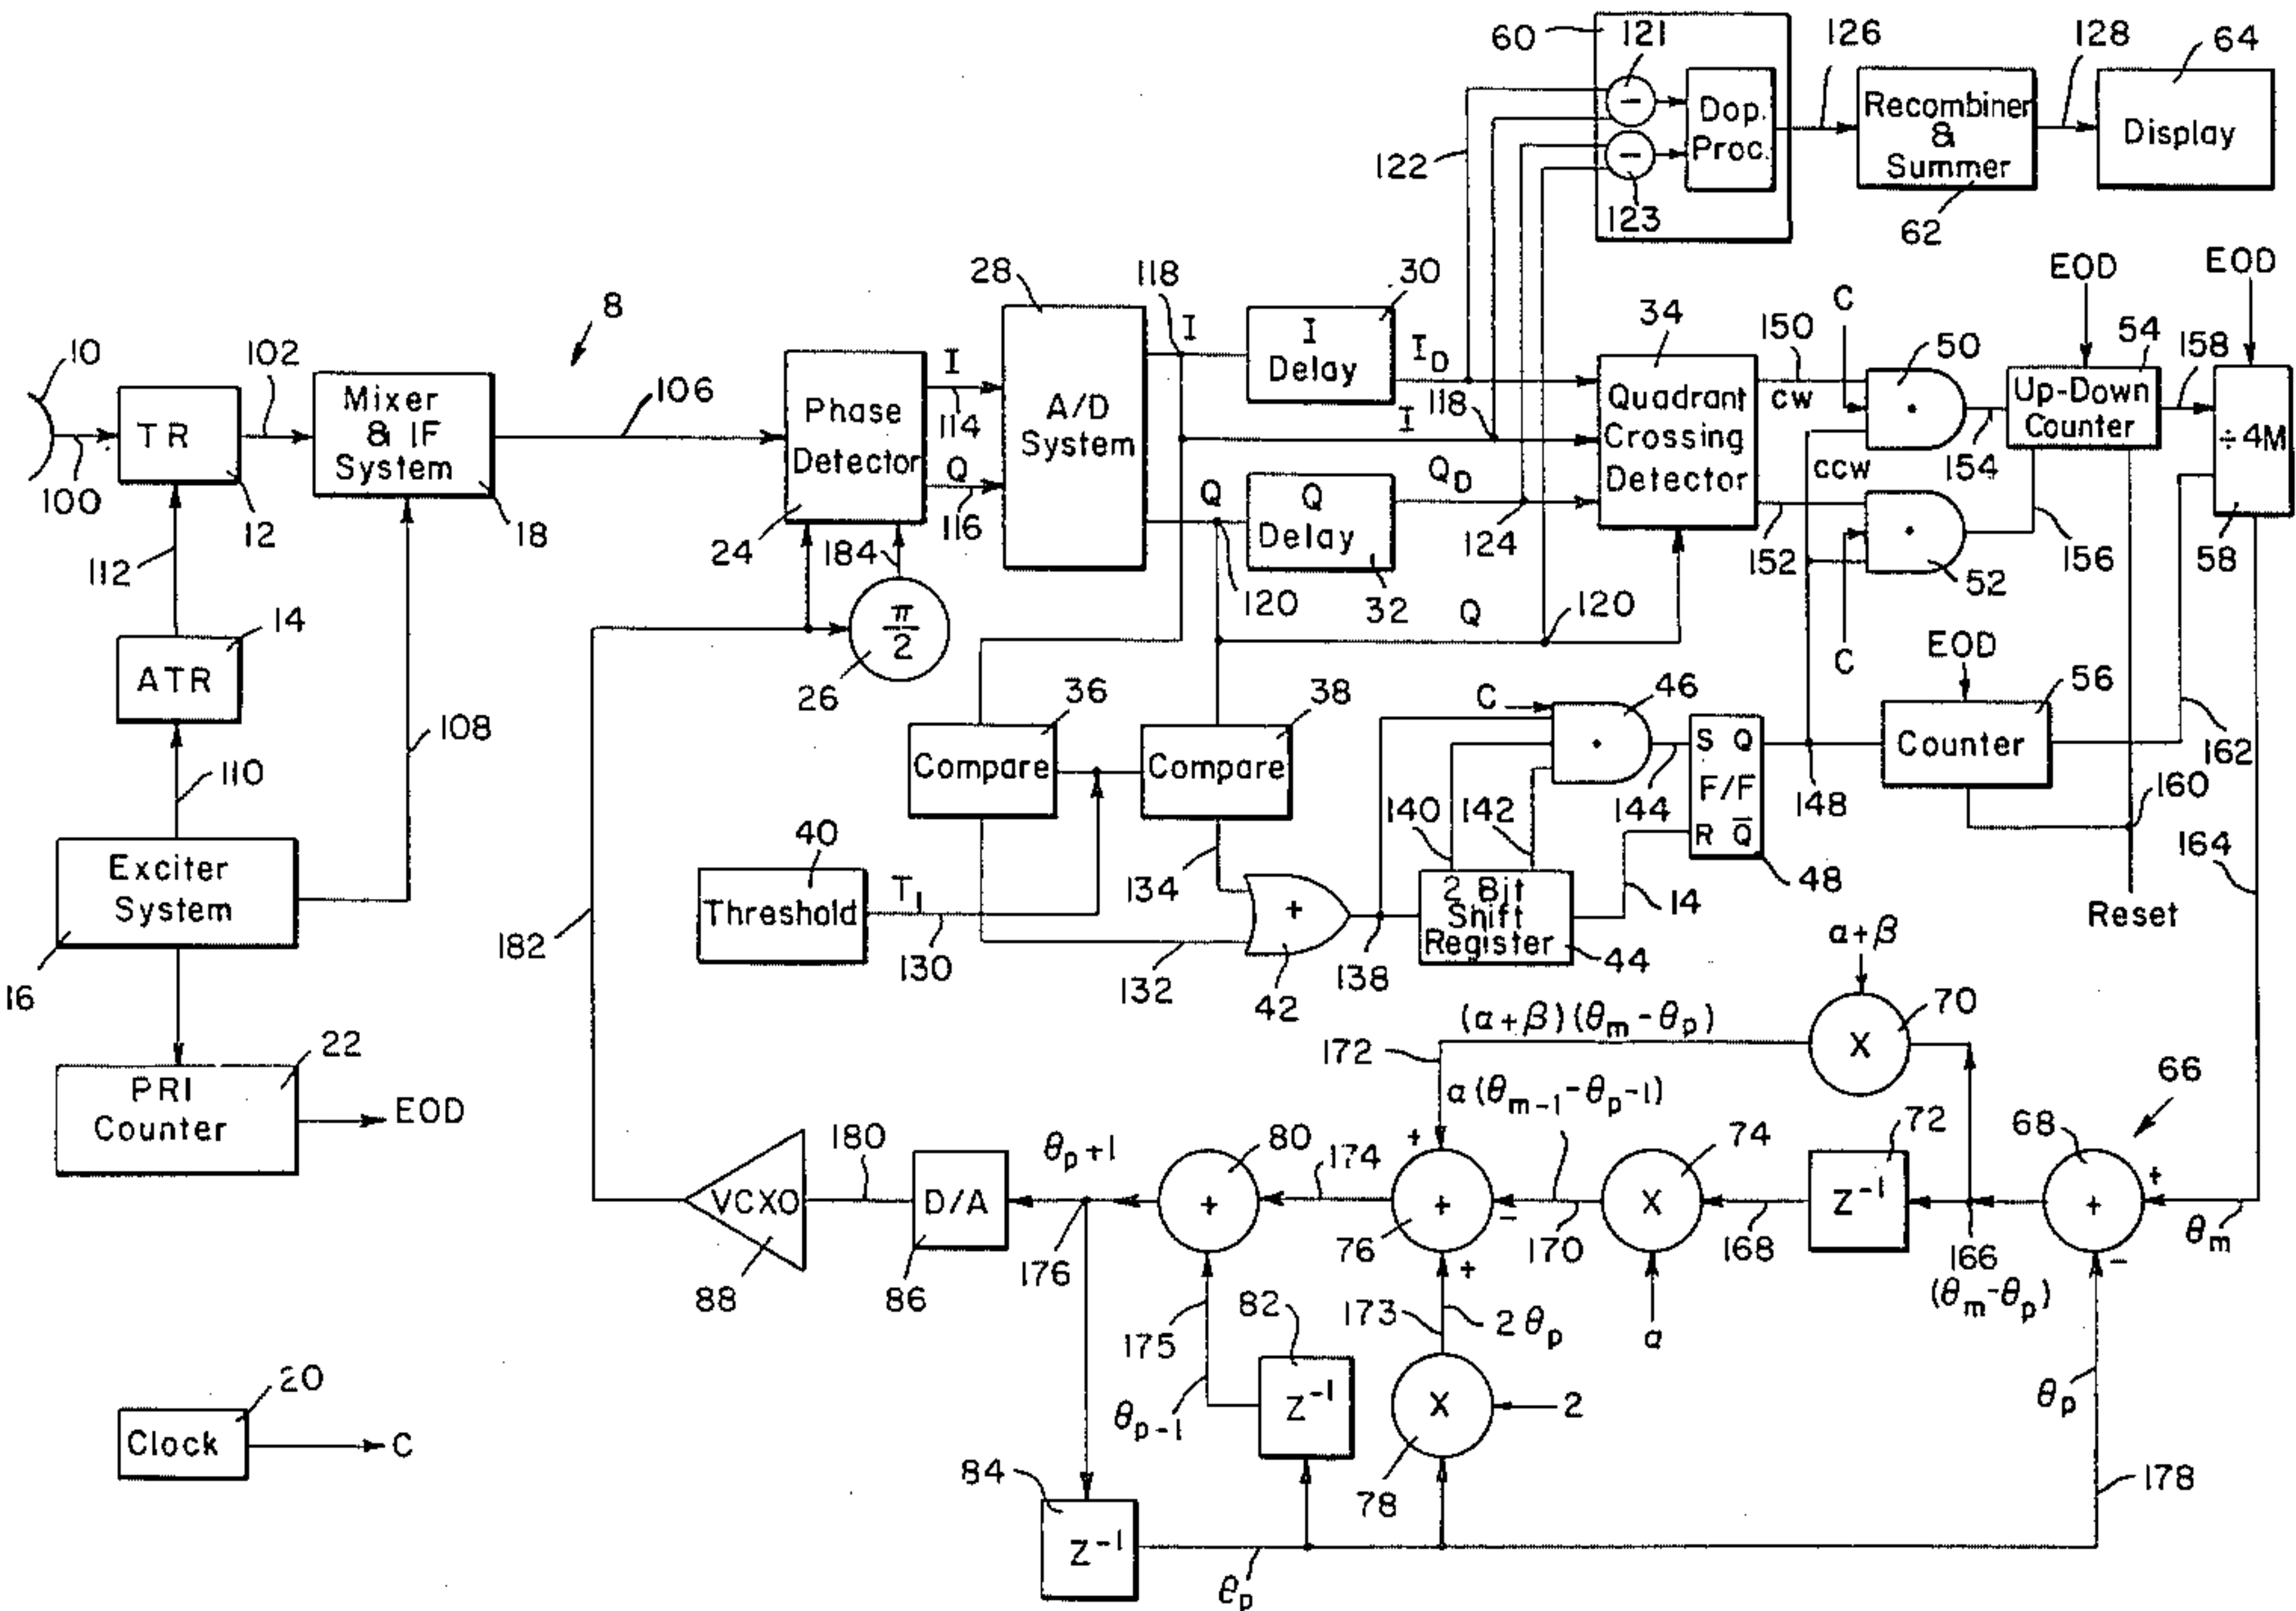 60
121
126
128
64
Dop.
Proc.
Recombiner
&
Summer
Display
122
123
62
8
28
118
I
30
34
150
C
50
EOD
54
158
EOD
10
102
TR
Mixer
& IF
System
106
Phase
Detector
I
114
Q
116
A/D
System
I
Delay
I_D
118
I
Quadrant
Crossing
Detector
cw
ccw
Up-Down
Counter
÷4M
154
100
12
18
24
184
Q
Q
Delay
Q_D
124
152
52
156
58
112
14
π/2
26
120
32
Q
120
C
EOD
ATR
108
36
38
C
46
56
110
Compare
Compare
S Q
F/F
R Q̅
Counter
162
140
142
144
148
160
164
Exciter
System
40
Threshold
T1
130
134
132
+
42
138
2 Bit
Shift
Register
44
14
48
Reset
16
182
α+β
70
X
(α+β)(θm-θp)
172
66
22
PRI
Counter
EOD
α(θm-1-θp-1)
180
θp+1
80
174
+
74
72
68
+
VCXO
D/A
+
+
-
X
Z⁻¹
+
-
θm
88
86
176
76
+
170
168
166
(θm-θp)
α
175
82
173
2θp
θp
20
Clock
C
θp-1
Z⁻¹
X
2
84
78
178
Z⁻¹
θp